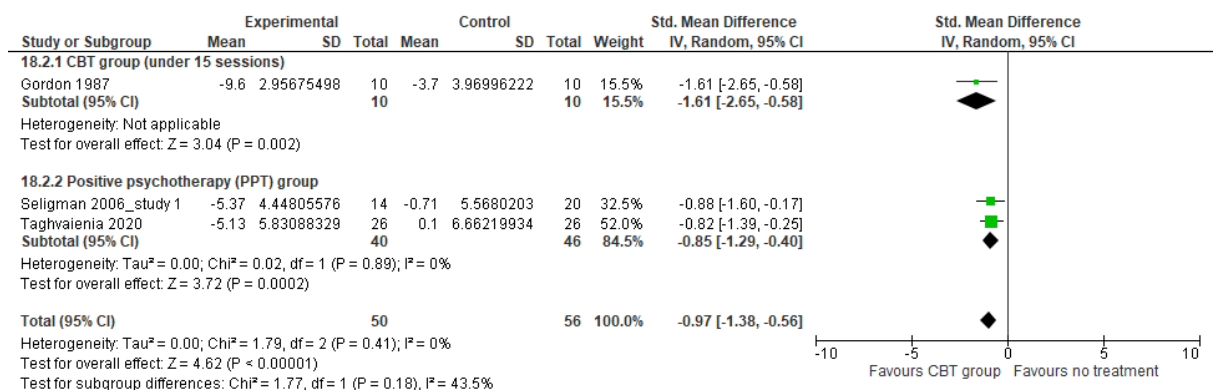 Experimental Control Std. Mean Difference Std. Mean Difference
Study or Subgroup Mean SD Total Mean SD Total Weight IV, Random, 95% CI IV, Random, 95% CI
18.2.1 CBT group (under 15 sessions)
Gordon 1987 -9.6 2.95675498 10 -3.7 3.96996222 10 15.5% -1.61 [-2.65, -0.58]
Subtotal (95% CI) 10 10 15.5% -1.61 [-2.65, -0.58]
Heterogeneity: Not applicable
Test for overall effect: Z = 3.04 (P = 0.002)
18.2.2 Positive psychotherapy (PPT) group
Seligman 2006_study 1 -5.37 4.44805576 14 -0.71 5.5680203 20 32.5% -0.88 [-1.60, -0.17]
Taghvaienia 2020 -5.13 5.83088329 26 0.1 6.66219934 26 52.0% -0.82 [-1.39, -0.25]
Subtotal (95% CI) 40 46 84.5% -0.85 [-1.29, -0.40]
Heterogeneity: Tau² = 0.00; Chi² = 0.02, df = 1 (P = 0.89); I² = 0%
Test for overall effect: Z = 3.72 (P = 0.0002)
Total (95% CI) 50 56 100.0% -0.97 [-1.38, -0.56]
Heterogeneity: Tau² = 0.00; Chi² = 1.79, df = 2 (P = 0.41); I² = 0%
Test for overall effect: Z = 4.62 (P < 0.00001)
Test for subgroup differences: Chi² = 1.77, df = 1 (P = 0.18), I² = 43.5%
-10 -5 0 5 10
Favours CBT group Favours no treatment